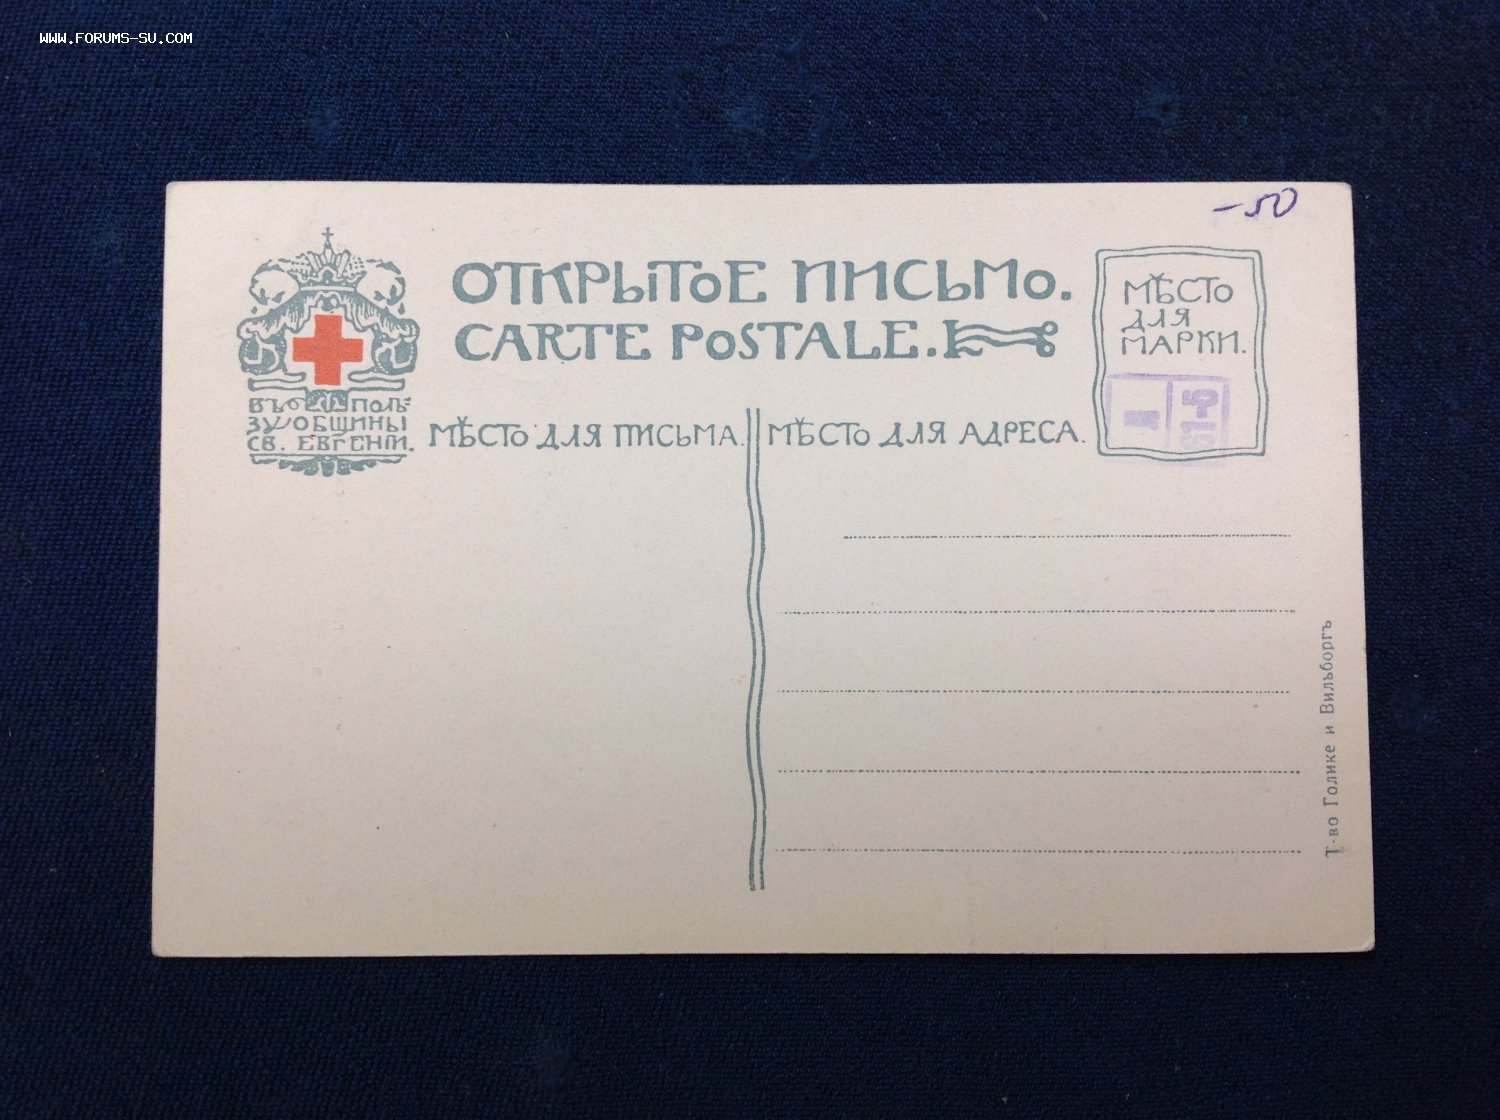 WWW.FORUMS-SU.COM
-50
ОТКРЫТОЕ ПИСЬМО.
CARTE POSTALE.
МѢСТО
ДЛЯ
МАРКИ.
ВЪ ПОЛЬ=
ЗУ ОБЩИНЫ
СВ. ЕВГЕНIИ.
МѢСТО ДЛЯ ПИСЬМА.
МѢСТО ДЛЯ АДРЕСА.
Т-во Голике и Вильборгъ